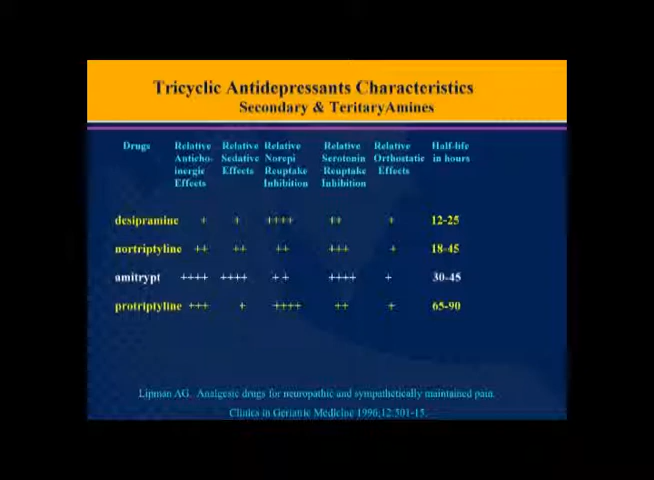 Tricyclic Antidepressants Characteristics
Secondary & TeritaryAmines
Drugs Relative Relative Relative Relative Relative Half-life
Anticho- Sedative Norepi Serotonin Orthostatic in hours
inergic Effects Reuptake Reuptake Effects
Effects Inhibition Inhibition
desipramine + + ++++ ++ + 12-25
nortriptyline ++ ++ ++ +++ + 18-45
amitrypt ++++ ++++ ++ ++++ + 30-45
protriptyline +++ + ++++ ++ + 65-90
Lipman AG. Analgesic drugs for neuropathic and sympathetically maintained pain.
Clinics in Geriatric Medicine 1996;12:501-15.